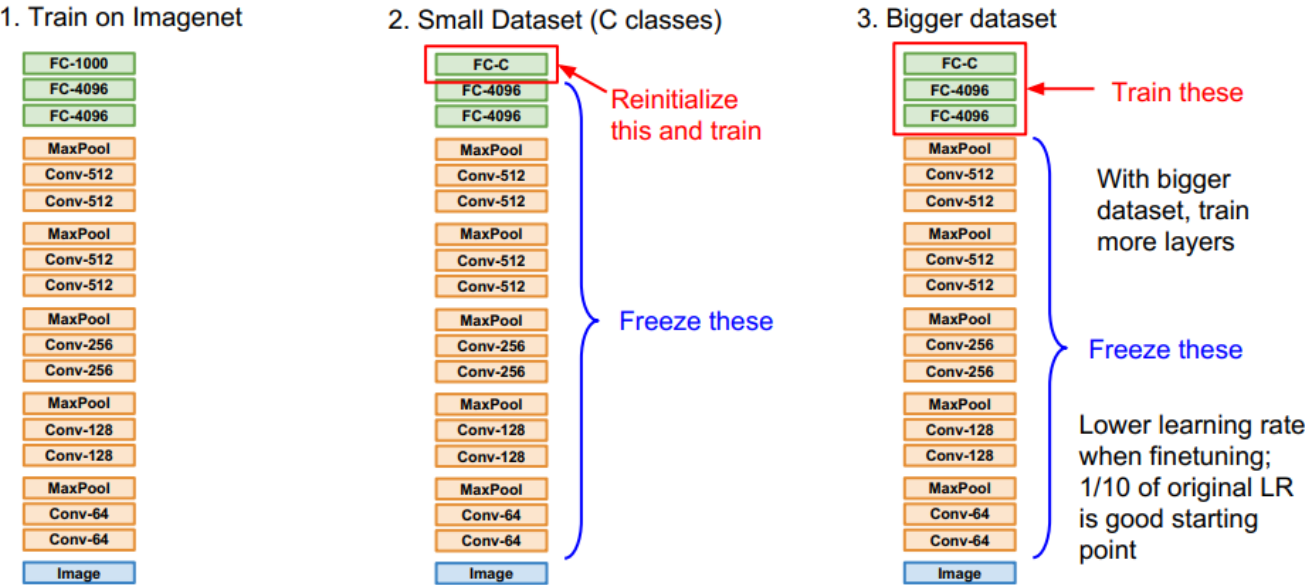 1. Train on Imagenet
FC-1000
FC-4096
FC-4096
MaxPool
Conv-512
Conv-512
MaxPool
Conv-512
Conv-512
MaxPool
Conv-256
Conv-256
MaxPool
Conv-128
Conv-128
MaxPool
Conv-64
Conv-64
Image
2. Small Dataset (C classes)
FC-C
FC-4096
FC-4096
MaxPool
Conv-512
Conv-512
MaxPool
Conv-512
Conv-512
MaxPool
Conv-256
Conv-256
MaxPool
Conv-128
Conv-128
MaxPool
Conv-64
Conv-64
Image
Reinitialize
this and train
Freeze these
3. Bigger dataset
FC-C
FC-4096
FC-4096
MaxPool
Conv-512
Conv-512
MaxPool
Conv-512
Conv-512
MaxPool
Conv-256
Conv-256
MaxPool
Conv-128
Conv-128
MaxPool
Conv-64
Conv-64
Image
Train these
With bigger
dataset, train
more layers
Freeze these
Lower learning rate
when finetuning;
1/10 of original LR
is good starting
point